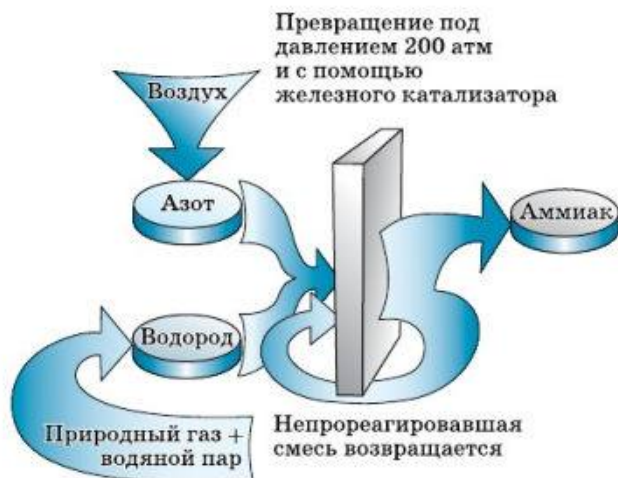 Превращение под
давлением 200 атм
и с помощью
железного катализатора
Воздух
Азот
Аммиак
Водород
Природный газ +
водяной пар
Непрореагировавшая
смесь возвращается